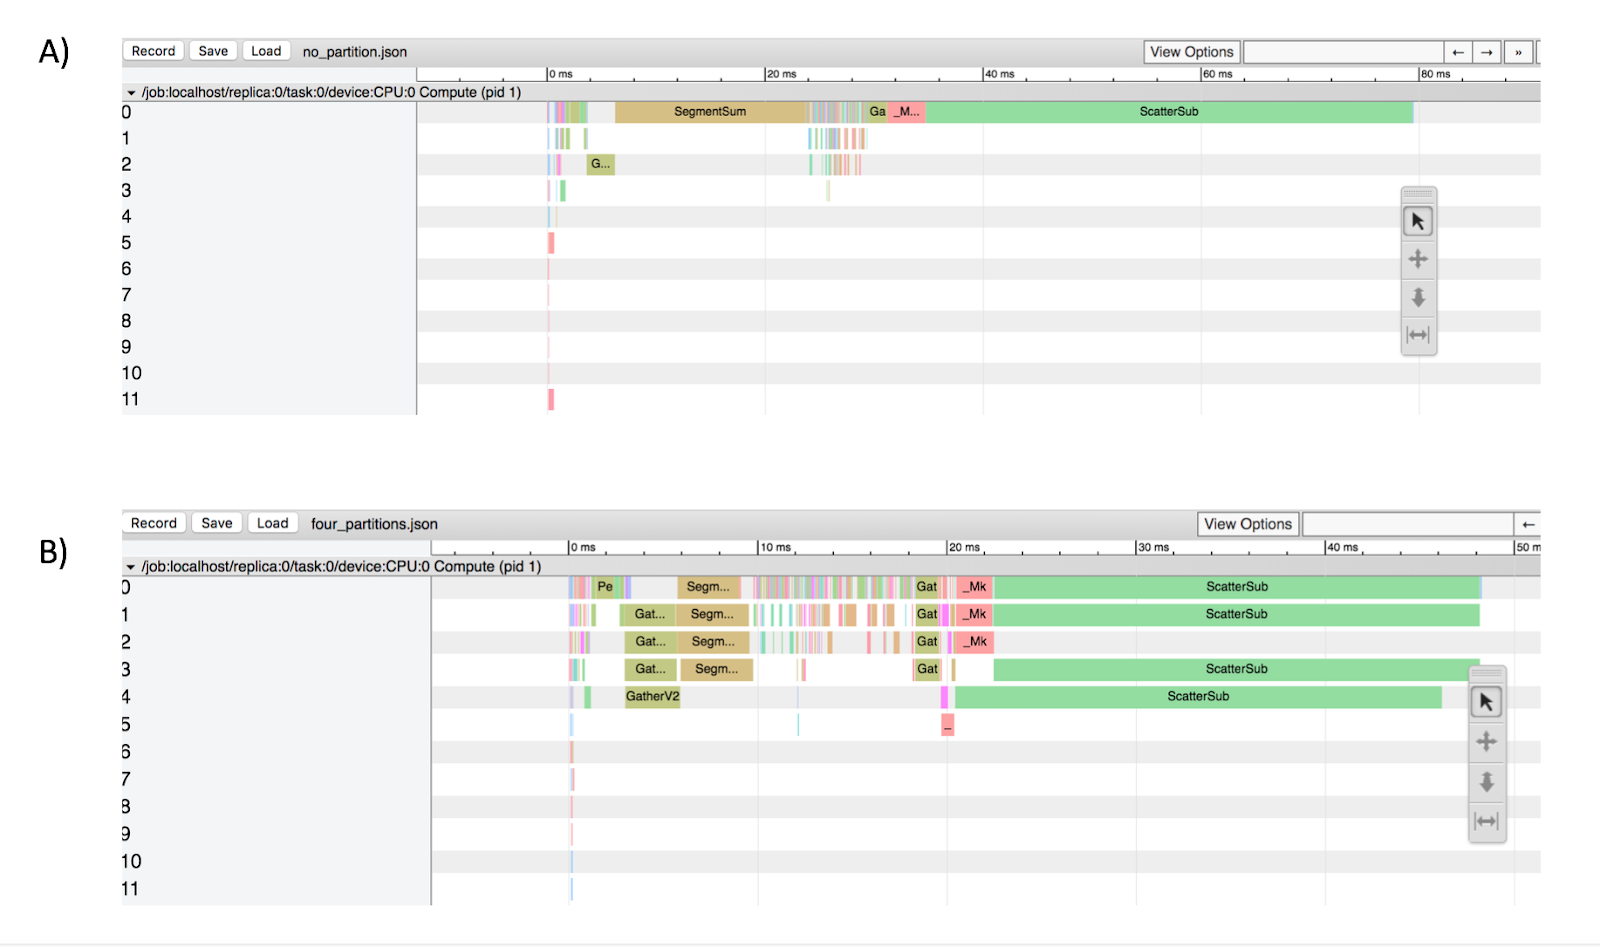 A)
Record Save Load no_partition.json View Options ← → »
0 ms 20 ms 40 ms 60 ms 80 ms
/job:localhost/replica:0/task:0/device:CPU:0 Compute (pid 1)
0 SegmentSum Ga _M... ScatterSub
1
2 G...
3
4
5
6
7
8
9
10
11
B)
Record Save Load four_partitions.json View Options ←
0 ms 10 ms 20 ms 30 ms 40 ms 50 m
/job:localhost/replica:0/task:0/device:CPU:0 Compute (pid 1)
0 Pe Segm... Gat _Mk ScatterSub
1 Gat... Segm... Gat _Mk ScatterSub
2 Gat... Segm... Gat _Mk
3 Gat... Segm... Gat ScatterSub
4 GatherV2 ScatterSub
5 _
6
7
8
9
10
11